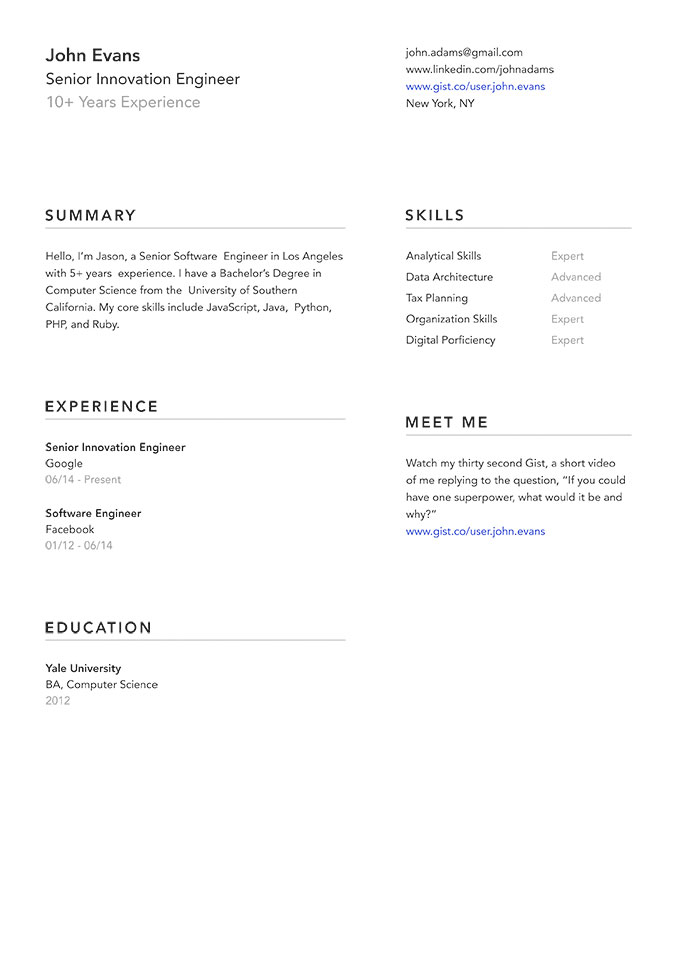 John Evans
Senior Innovation Engineer
10+ Years Experience
john.adams@gmail.com
www.linkedin.com/johnadams
www.gist.co/user.john.evans
New York, NY
SUMMARY
Hello, I'm Jason, a Senior Software  Engineer in Los Angeles
with 5+ years  experience. I have a Bachelor's Degree in
Computer Science from the  University of Southern
California. My core skills include JavaScript, Java,  Python,
PHP, and Ruby.
EXPERIENCE
Senior Innovation Engineer
Google
06/14 - Present
Software Engineer
Facebook
01/12 - 06/14
EDUCATION
Yale University
BA, Computer Science
2012
SKILLS
Analytical Skills Expert
Data Architecture Advanced
Tax Planning Advanced
Organization Skills Expert
Digital Porficiency Expert
MEET ME
Watch my thirty second Gist, a short video
of me replying to the question, “If you could
have one superpower, what would it be and
why?”
www.gist.co/user.john.evans